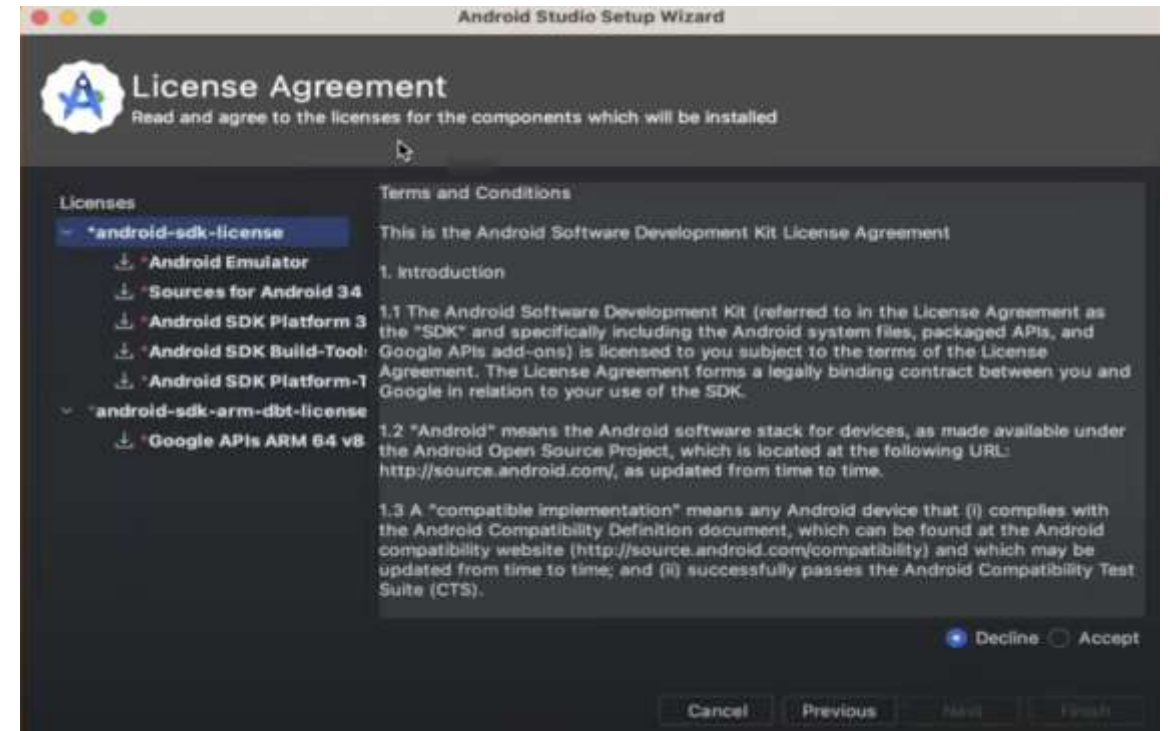 Android Studio Setup Wizard
License Agreement
Read and agree to the licenses for the components which will be installed
Licenses
*android-sdk-license
*Android Emulator
*Sources for Android 34
*Android SDK Platform 3
*Android SDK Build-Tool
*Android SDK Platform-T
*android-sdk-arm-dbt-license
*Google APIs ARM 64 v8
Terms and Conditions
This is the Android Software Development Kit License Agreement
1. Introduction
1.1 The Android Software Development Kit (referred to in the License Agreement as
the "SDK" and specifically including the Android system files, packaged APIs, and
Google APIs add-ons) is licensed to you subject to the terms of the License
Agreement. The License Agreement forms a legally binding contract between you and
Google in relation to your use of the SDK.
1.2 "Android" means the Android software stack for devices, as made available under
the Android Open Source Project, which is located at the following URL:
http://source.android.com/, as updated from time to time.
1.3 A "compatible implementation" means any Android device that (i) complies with
the Android Compatibility Definition document, which can be found at the Android
compatibility website (http://source.android.com/compatibility) and which may be
updated from time to time; and (ii) successfully passes the Android Compatibility Test
Suite (CTS).
Decline Accept
Cancel Previous Next Finish